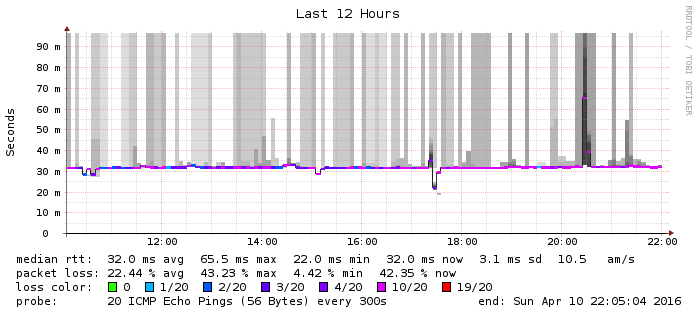 Last 12 Hours
RRDTOOL / TOBI OETIKER
Seconds
90 m
80 m
70 m
60 m
50 m
40 m
30 m
20 m
10 m
0
12:00 14:00 16:00 18:00 20:00 22:00
median rtt: 32.0 ms avg 65.5 ms max 22.0 ms min 32.0 ms now 3.1 ms sd 10.5 am/s
packet loss: 22.44 % avg 43.23 % max 4.42 % min 42.35 % now
loss color: 0 1/20 2/20 3/20 4/20 10/20 19/20
probe: 20 ICMP Echo Pings (56 Bytes) every 300s end: Sun Apr 10 22:05:04 2016